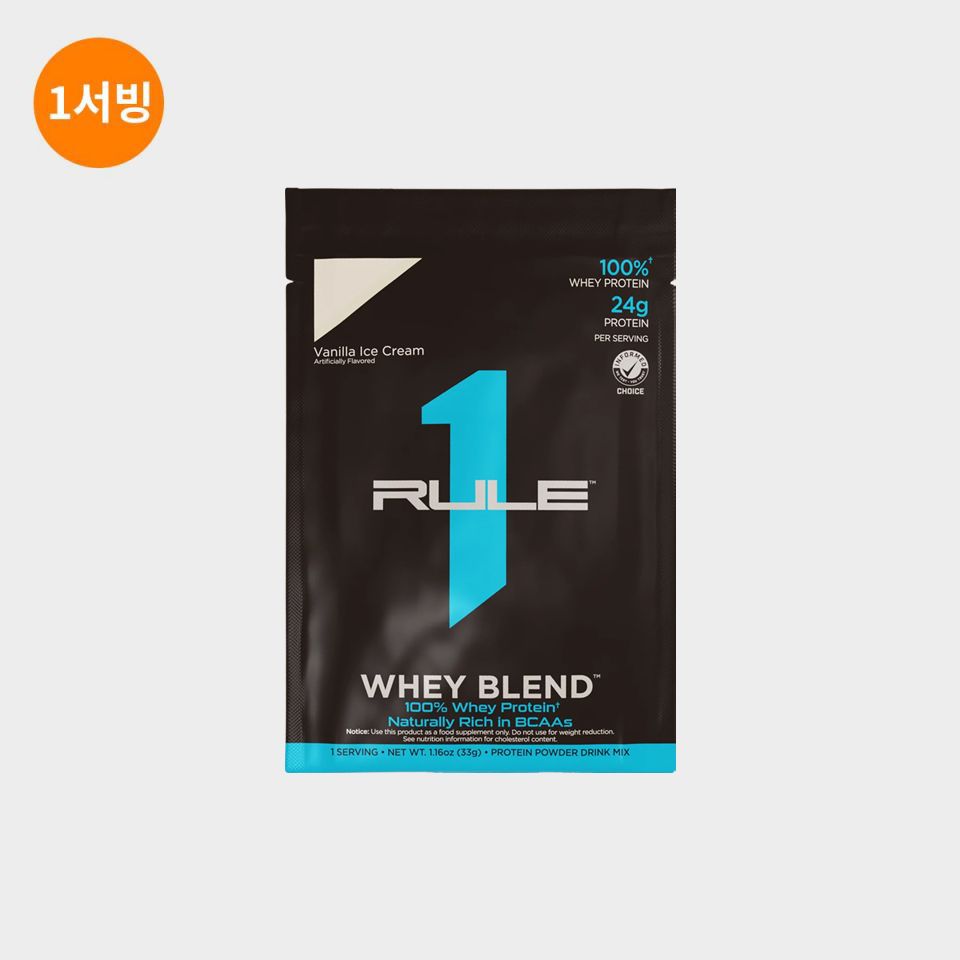 1서빙
100%†
WHEY PROTEIN
24g
PROTEIN
PER SERVING
Vanilla Ice Cream
Artificially Flavored
INFORMED
CHOICE
1
RULE™
WHEY BLEND™
100% Whey Protein†
Naturally Rich in BCAAs
Notice: Use this product as a food supplement only. Do not use for weight reduction.
See nutrition information for cholesterol content.
1 SERVING • NET WT. 1.16oz (33g) • PROTEIN POWDER DRINK MIX